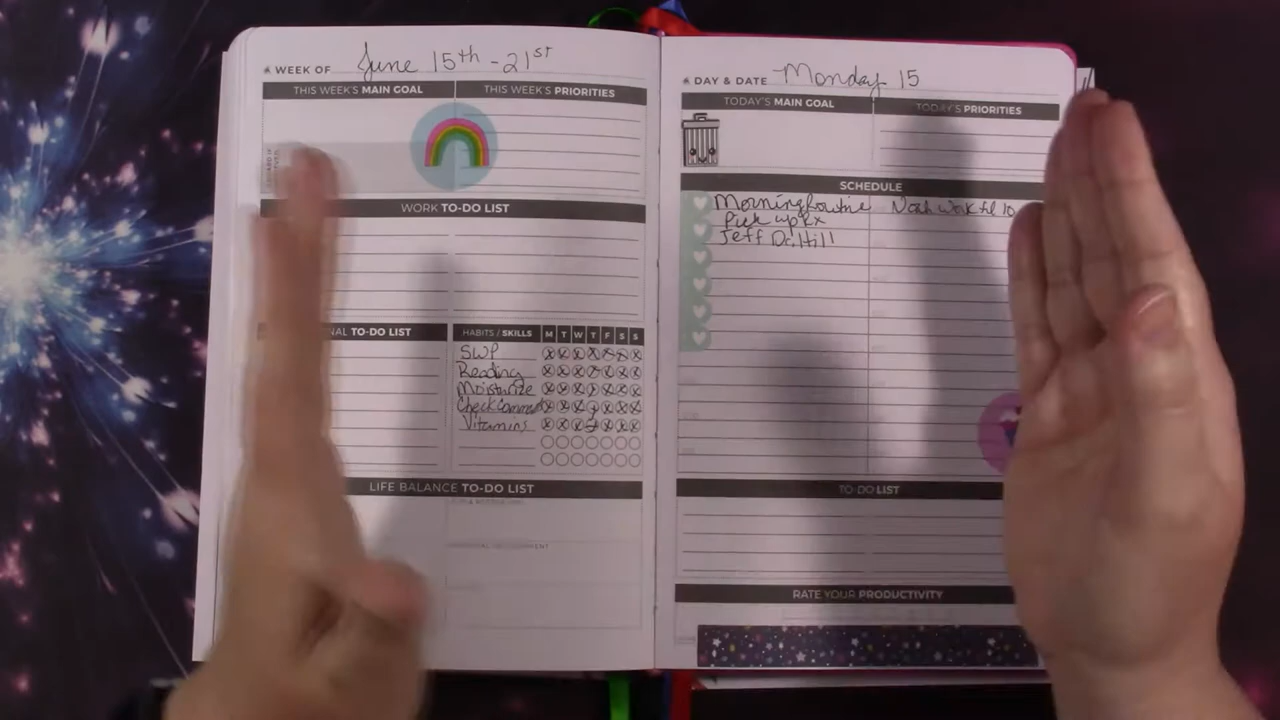 WEEK OF June 15th - 21st
THIS WEEK'S MAIN GOAL
THIS WEEK'S PRIORITIES
WORK TO-DO LIST
TO-DO LIST
HABITS / SKILLS M T W T F S S
SWP
Reading
Moisturize
Check Comments
Vitamins
LIFE BALANCE TO-DO LIST
DAY & DATE Monday 15
TODAY'S MAIN GOAL
TODAY'S PRIORITIES
SCHEDULE
Morning Routine
Noah work til 10
Pick up Rx
Jeff Dr. Hill
TO-DO LIST
RATE YOUR PRODUCTIVITY